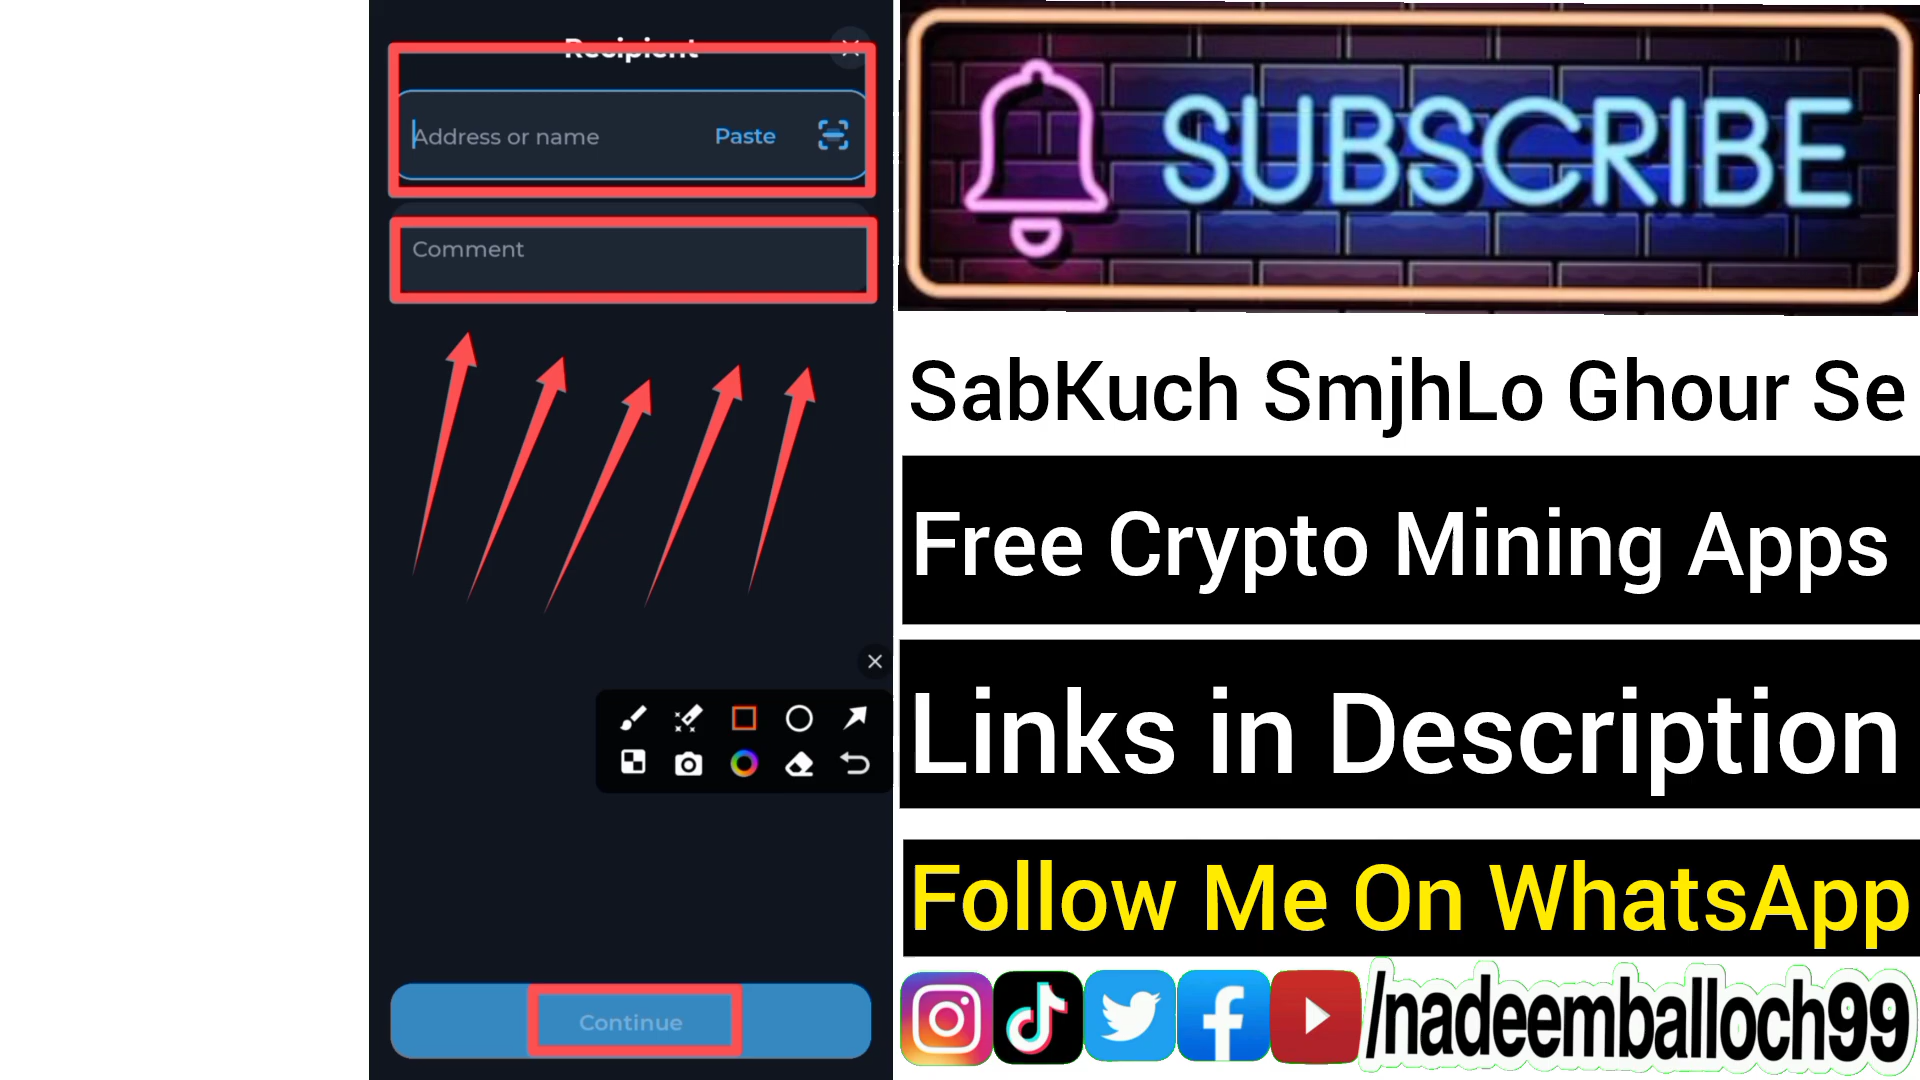 Recipient
Address or name
Paste
Comment
Continue
SUBSCRIBE
SabKuch SmjhLo Ghour Se
Free Crypto Mining Apps
Links in Description
Follow Me On WhatsApp
/nadeemballoch99